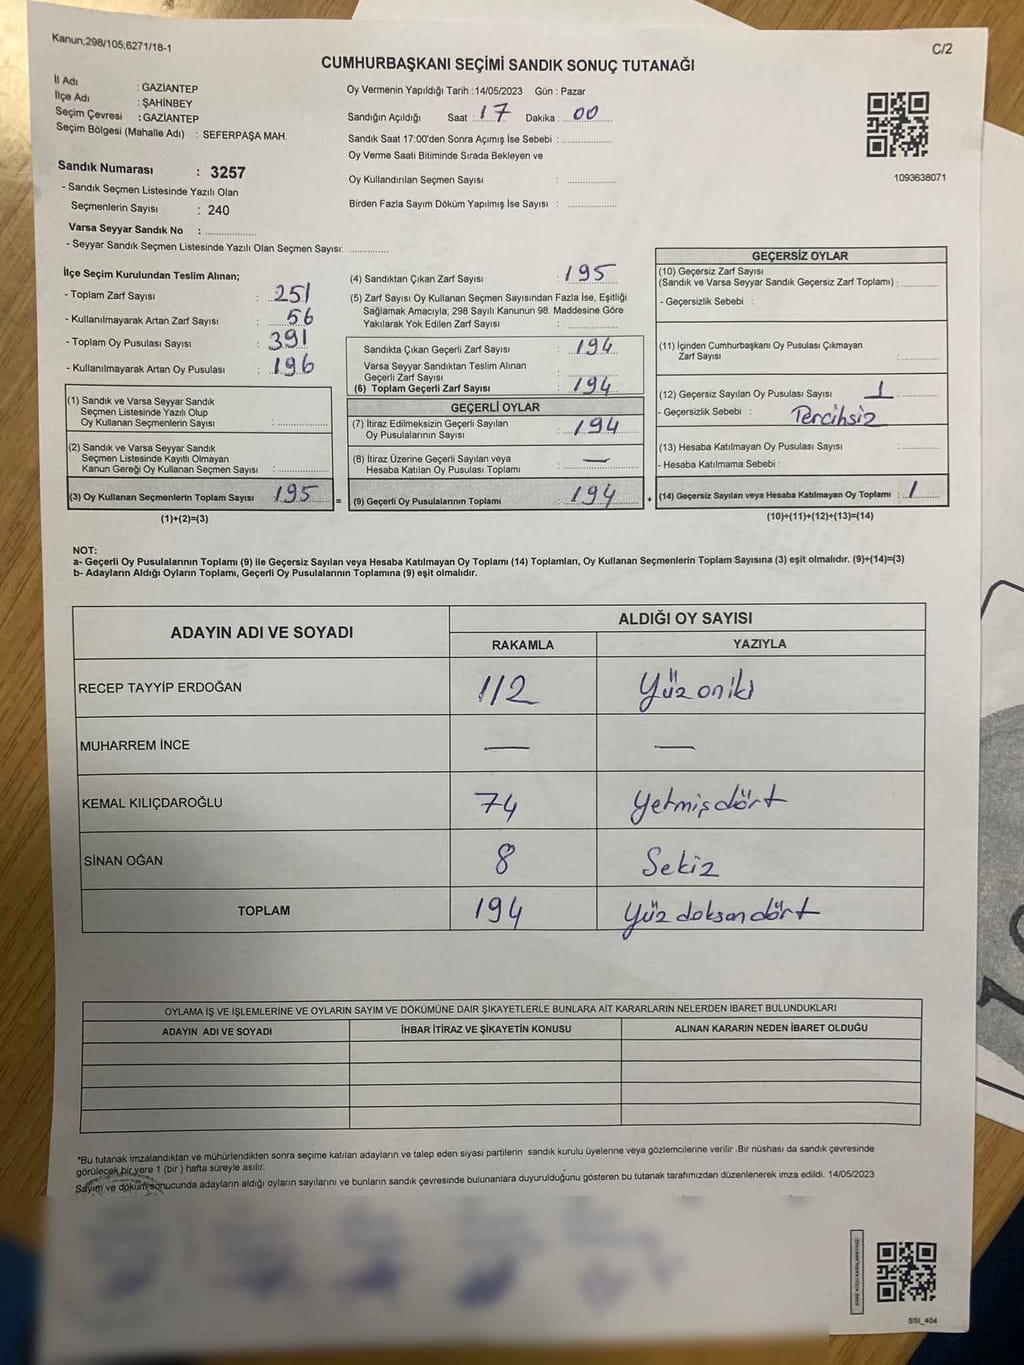 Kanun;298/105,6271/18-1
C/2
CUMHURBAŞKANI SEÇİMİ SANDIK SONUÇ TUTANAĞI
İl Adı : GAZİANTEP
İlçe Adı : ŞAHİNBEY
Seçim Çevresi : GAZİANTEP
Seçim Bölgesi (Mahalle Adı) : SEFERPAŞA MAH.
Sandık Numarası : 3257
- Sandık Seçmen Listesinde Yazılı Olan
Seçmenlerin Sayısı : 240
Varsa Seyyar Sandık No :
- Seyyar Sandık Seçmen Listesinde Yazılı Olan Seçmen Sayısı:
Oy Vermenin Yapıldığı Tarih :14/05/2023 Gün : Pazar
Sandığın Açıldığı Saat : 17 Dakika : 00
Sandık Saat 17:00'den Sonra Açımış İse Sebebi :
Oy Verme Saati Bitiminde Sırada Bekleyen ve
Oy Kullandırılan Seçmen Sayısı :
Birden Fazla Sayım Döküm Yapılmış İse Sayısı :
1093638071
İlçe Seçim Kurulundan Teslim Alınan;
- Toplam Zarf Sayısı : 251
- Kullanılmayarak Artan Zarf Sayısı : 56
- Toplam Oy Pusulası Sayısı : 391
- Kullanılmayarak Artan Oy Pusulası : 196
(1) Sandık ve Varsa Seyyar Sandık
Seçmen Listesinde Yazılı Olup
Oy Kullanan Seçmenlerin Sayısı :
(2) Sandık ve Varsa Seyyar Sandık
Seçmen Listesinde Kayıtlı Olmayan
Kanun Gereği Oy Kullanan Seçmen Sayısı :
(3) Oy Kullanan Seçmenlerin Toplam Sayısı : 195
(1)+(2)=(3)
(4) Sandıktan Çıkan Zarf Sayısı : 195
(5) Zarf Sayısı Oy Kullanan Seçmen Sayısından Fazla İse, Eşitliği
Sağlamak Amacıyla; 298 Sayılı Kanunun 98. Maddesine Göre
Yakılarak Yok Edilen Zarf Sayısı :
Sandıkta Çıkan Geçerli Zarf Sayısı : 194
Varsa Seyyar Sandıktan Teslim Alınan
Geçerli Zarf Sayısı :
(6) Toplam Geçerli Zarf Sayısı : 194
GEÇERLİ OYLAR
(7) İtiraz Edilmeksizin Geçerli Sayılan
Oy Pusulalarının Sayısı : 194
(8) İtiraz Üzerine Geçerli Sayılan veya
Hesaba Katılan Oy Pusulası Toplamı : —
= (9) Geçerli Oy Pusulalarının Toplamı : 194 +
GEÇERSİZ OYLAR
(10) Geçersiz Zarf Sayısı
(Sandık ve Varsa Seyyar Sandık Geçersiz Zarf Toplamı) :
- Geçersizlik Sebebi :
(11) İçinden Cumhurbaşkanı Oy Pusulası Çıkmayan
Zarf Sayısı :
(12) Geçersiz Sayılan Oy Pusulası Sayısı : 1
- Geçersizlik Sebebi : Percihsiz
(13) Hesaba Katılmayan Oy Pusulası Sayısı :
- Hesaba Katılmama Sebebi :
(14) Geçersiz Sayılan veya Hesaba Katılmayan Oy Toplamı : 1
(10)+(11)+(12)+(13)=(14)
NOT:
a- Geçerli Oy Pusulalarının Toplamı (9) ile Geçersiz Sayılan veya Hesaba Katılmayan Oy Toplamı (14) Toplamları, Oy Kullanan Seçmenlerin Toplam Sayısına (3) eşit olmalıdır. (9)+(14)=(3)
b- Adayların Aldığı Oyların Toplamı, Geçerli Oy Pusulalarının Toplamına (9) eşit olmalıdır.
ADAYIN ADI VE SOYADI ALDIĞI OY SAYISI
RAKAMLA YAZIYLA
RECEP TAYYİP ERDOĞAN 112 Yüz oniki
MUHARREM İNCE — —
KEMAL KILIÇDAROĞLU 74 Yetmişdört
SİNAN OĞAN 8 Sekiz
TOPLAM 194 Yüz doksan dört
OYLAMA İŞ VE İŞLEMLERİNE VE OYLARIN SAYIM VE DÖKÜMÜNE DAİR ŞİKAYETLERLE BUNLARA AİT KARARLARIN NELERDEN İBARET BULUNDUKLARI
ADAYIN ADI VE SOYADI İHBAR İTİRAZ VE ŞİKAYETİN KONUSU ALINAN KARARIN NEDEN İBARET OLDUĞU
*Bu tutanak imzalandıktan ve mühürlendikten sonra seçime katılan adayların ve talep eden siyasi partilerin sandık kurulu üyelerine veya gözlemcilerine verilir .Bir nüshası da sandık çevresinde
görülecek bir yere 1 (bir ) hafta süreyle asılır.
Sayım ve döküm sonucunda adayların aldığı oyların sayılarını ve bunların sandık çevresinde bulunanlara duyurulduğunu gösteren bu tutanak tarafımızdan düzenlenerek imza edildi. 14/05/2023
SSI_404